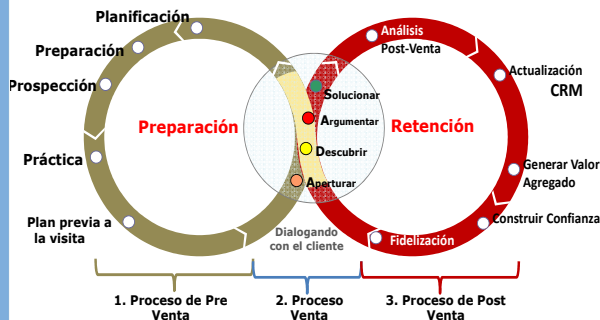 Planificación
Preparación
Prospección
Práctica
Plan previa a
la visita
Preparación
Solucionar
Argumentar
Descubrir
Aperturar
Dialogando
con el cliente
Retención
Análisis
Post-Venta
Actualización
CRM
Generar Valor
Agregado
Construir Confianza
Fidelización
1. Proceso de Pre
Venta
2. Proceso
Venta
3. Proceso de Post
Venta